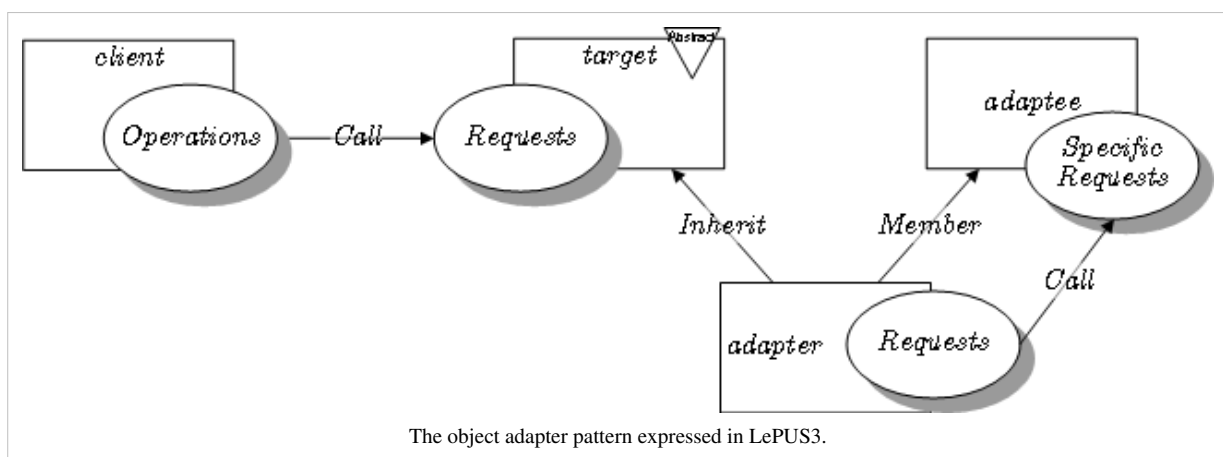 client
Operations
Call
target
Abstract
Requests
adaptee
Specific
Requests
Inherit
Member
Call
adapter
Requests
The object adapter pattern expressed in LePUS3.